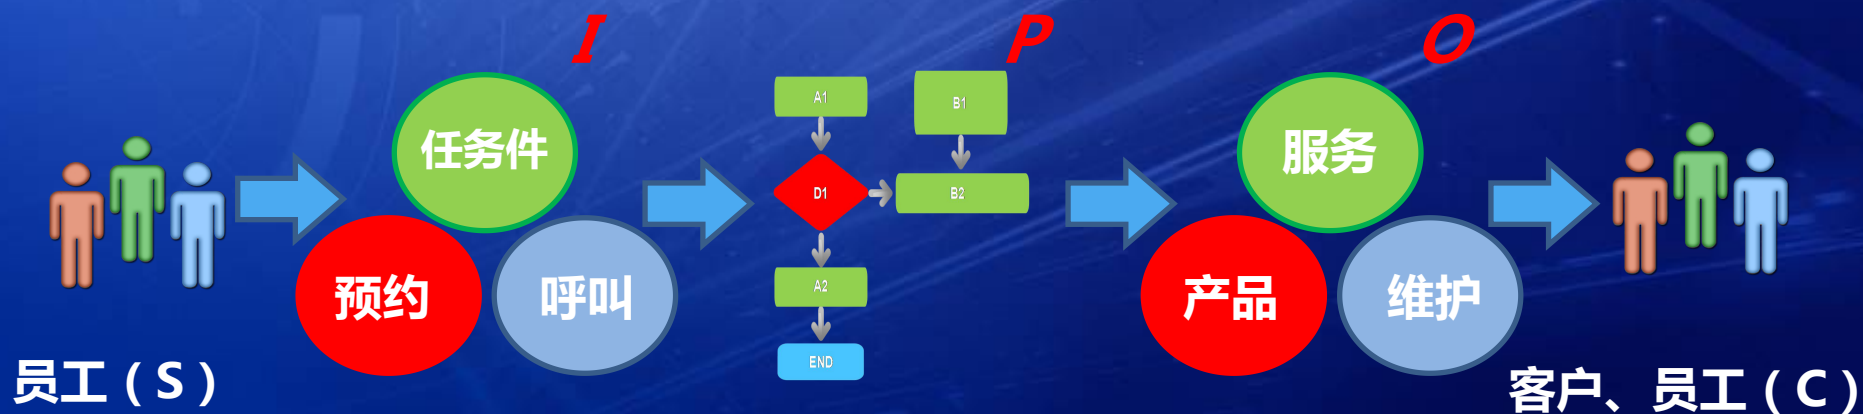 I
P
O
任务件
预约
呼叫
A1
B1
D1
B2
A2
END
服务
产品
维护
员工（S）
客户、员工（C）